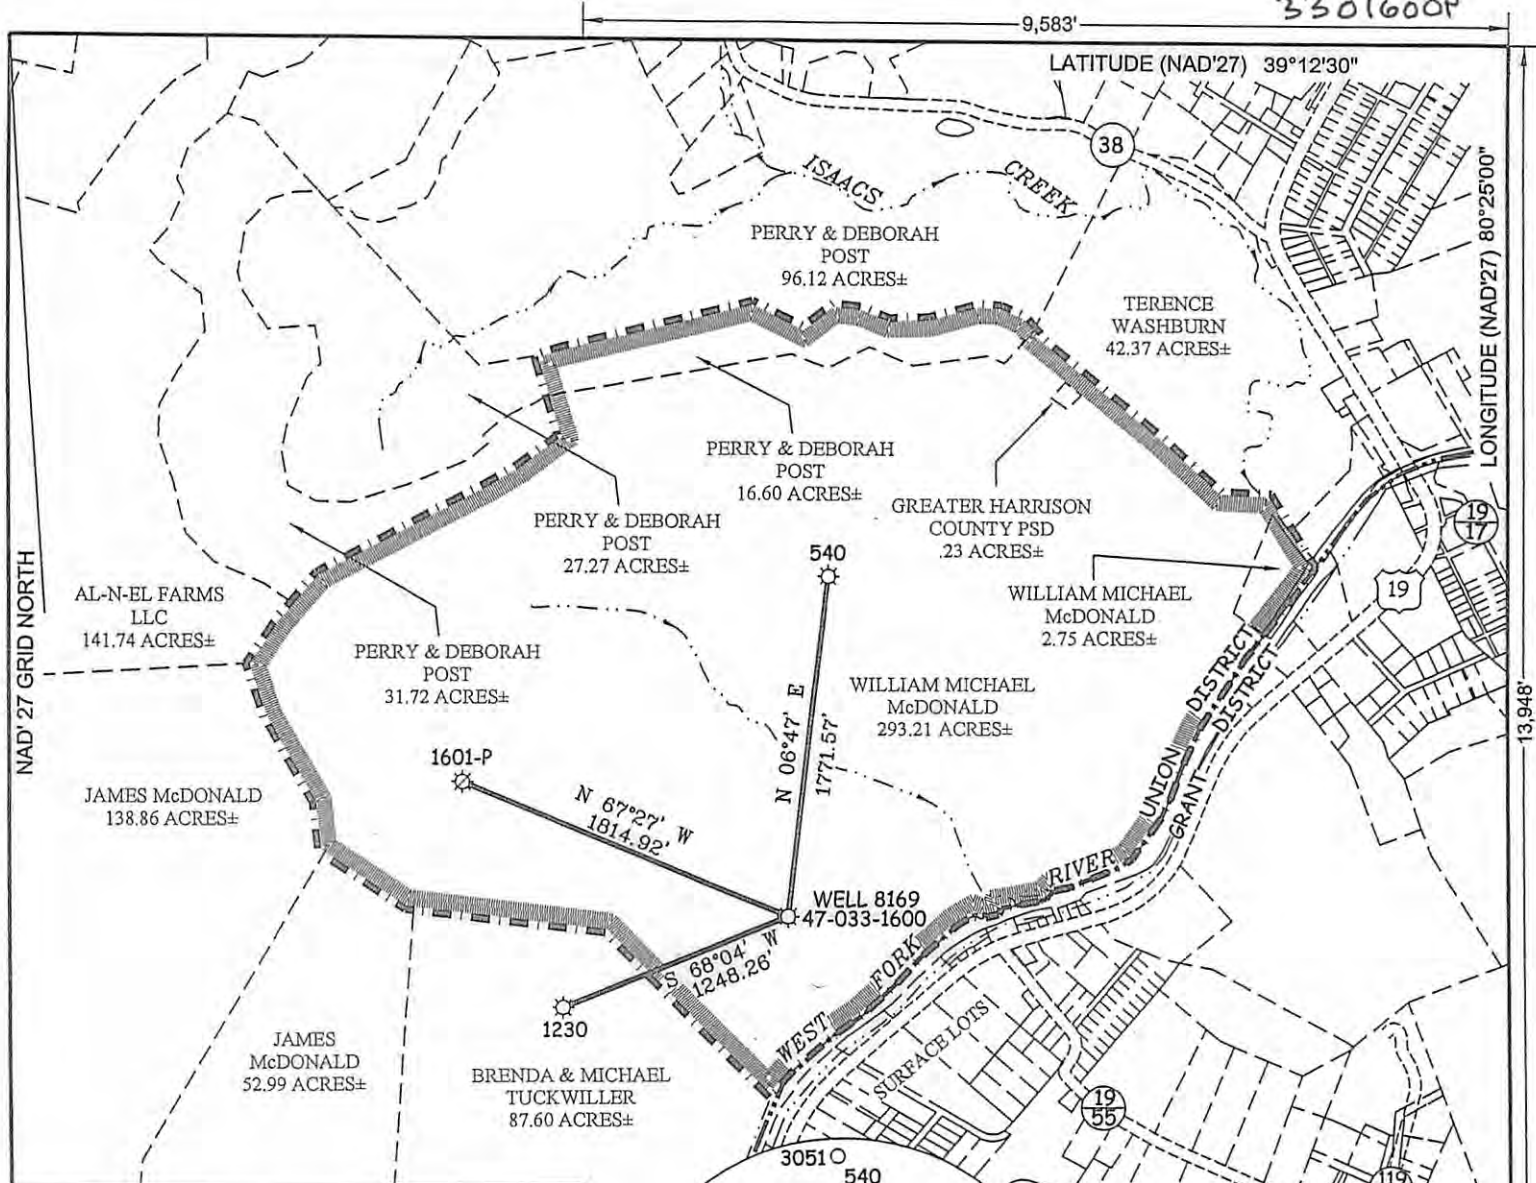 3301600P
9,583'
LATITUDE (NAD'27) 39°12'30"
38
ISAACS CREEK
LONGITUDE (NAD'27) 80°25'00"
PERRY & DEBORAH
POST
96.12 ACRES±
TERENCE
WASHBURN
42.37 ACRES±
PERRY & DEBORAH
POST
16.60 ACRES±
GREATER HARRISON
COUNTY PSD
.23 ACRES±
PERRY & DEBORAH
POST
27.27 ACRES±
19
17
540
19
WILLIAM MICHAEL
McDONALD
2.75 ACRES±
NAD'27 GRID NORTH
AL-N-EL FARMS
LLC
141.74 ACRES±
PERRY & DEBORAH
POST
31.72 ACRES±
WILLIAM MICHAEL
McDONALD
293.21 ACRES±
N 06°47' E
1771.57'
UNION DISTRICT
GRANT DISTRICT
13,948'
1601-P
JAMES McDONALD
138.86 ACRES±
N 67°27' W
1814.92'
WELL 8169
47-033-1600
WEST FORK RIVER
S 68°04' W
1248.26'
1230
SURFACE LOTS
JAMES
McDONALD
52.99 ACRES±
BRENDA & MICHAEL
TUCKWILLER
87.60 ACRES±
19
55
3051
540
119